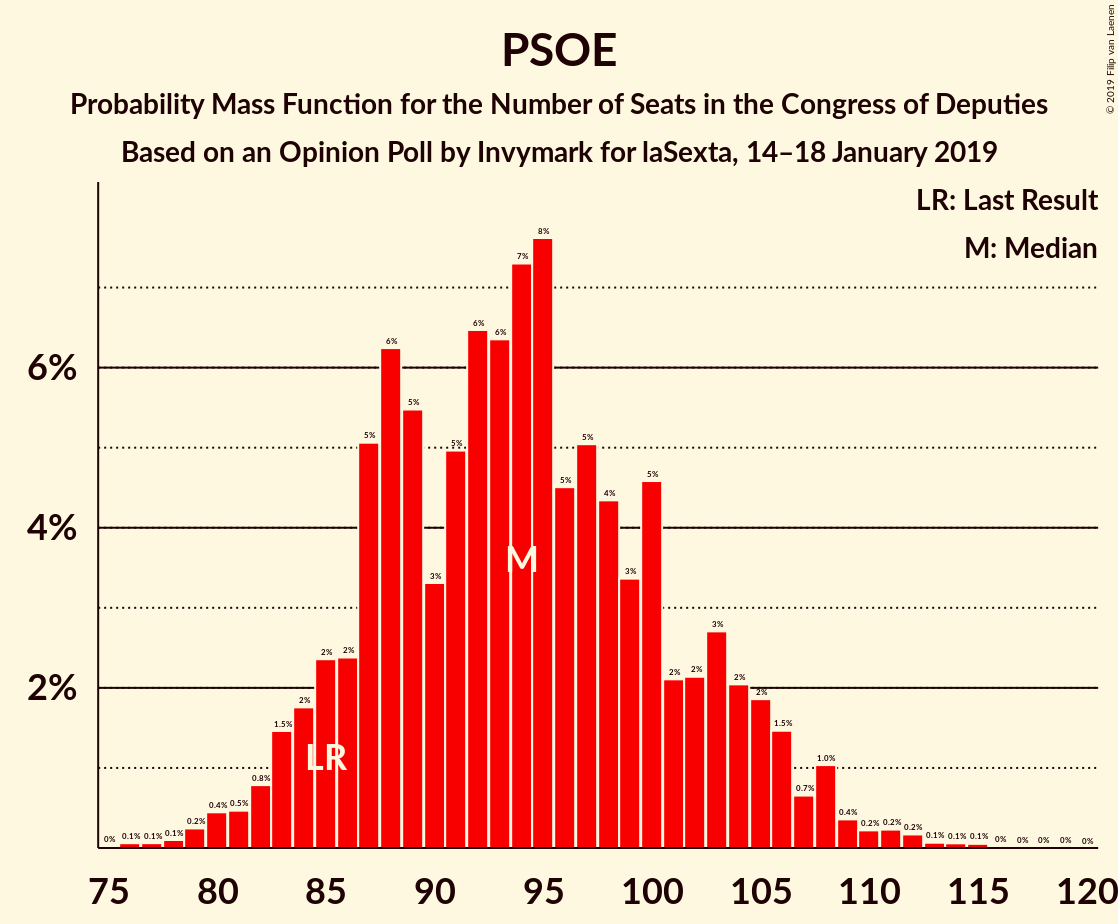 PSOE
Probability Mass Function for the Number of Seats in the Congress of Deputies
Based on an Opinion Poll by Invymark for laSexta, 14–18 January 2019
© 2019 Filip van Laenen
LR: Last Result
M: Median
6%
4%
2%
0% 0.1% 0.1% 0.1% 0.2% 0.4% 0.5% 0.8% 1.5% 2% 2% 2% 5% 6% 5% 3% 5% 6% 6% 7% 8% 5% 5% 4% 3% 5% 2% 2% 3% 2% 2% 1.5% 0.7% 1.0% 0.4% 0.2% 0.2% 0.2% 0.1% 0.1% 0.1% 0% 0% 0% 0% 0%
M
LR
75 80 85 90 95 100 105 110 115 120